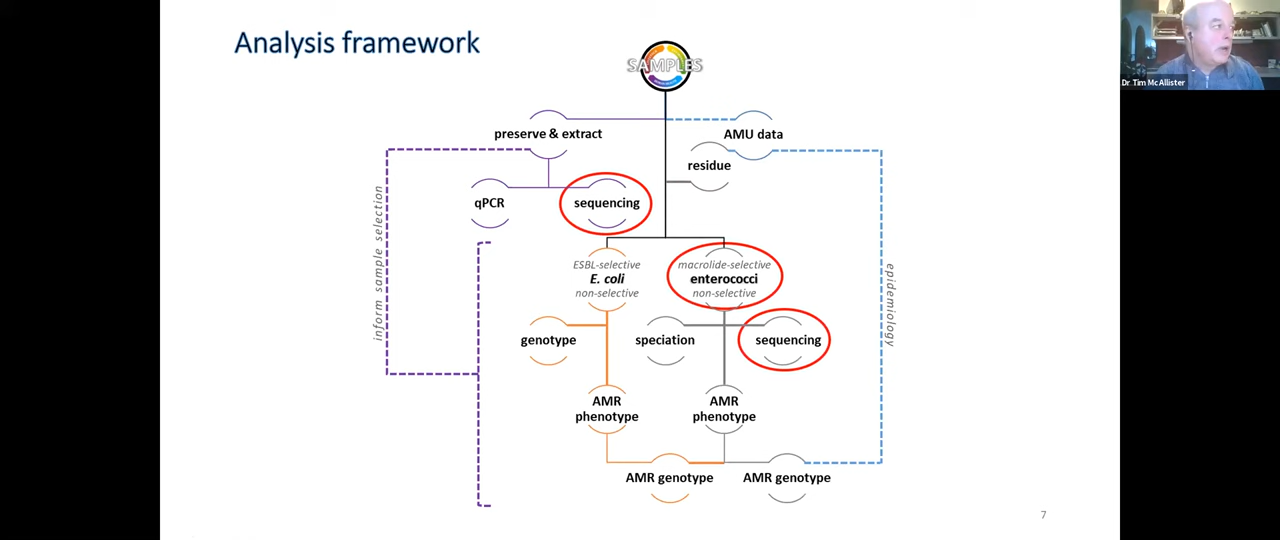 Analysis framework
SAMPLES
Dr Tim McAllister
preserve & extract
AMU data
residue
qPCR
sequencing
inform sample selection
ESBL-selective
E. coli
non-selective
macrolide-selective
enterococci
non-selective
epidemiology
genotype
speciation
sequencing
AMR
phenotype
AMR
phenotype
AMR genotype
AMR genotype
7